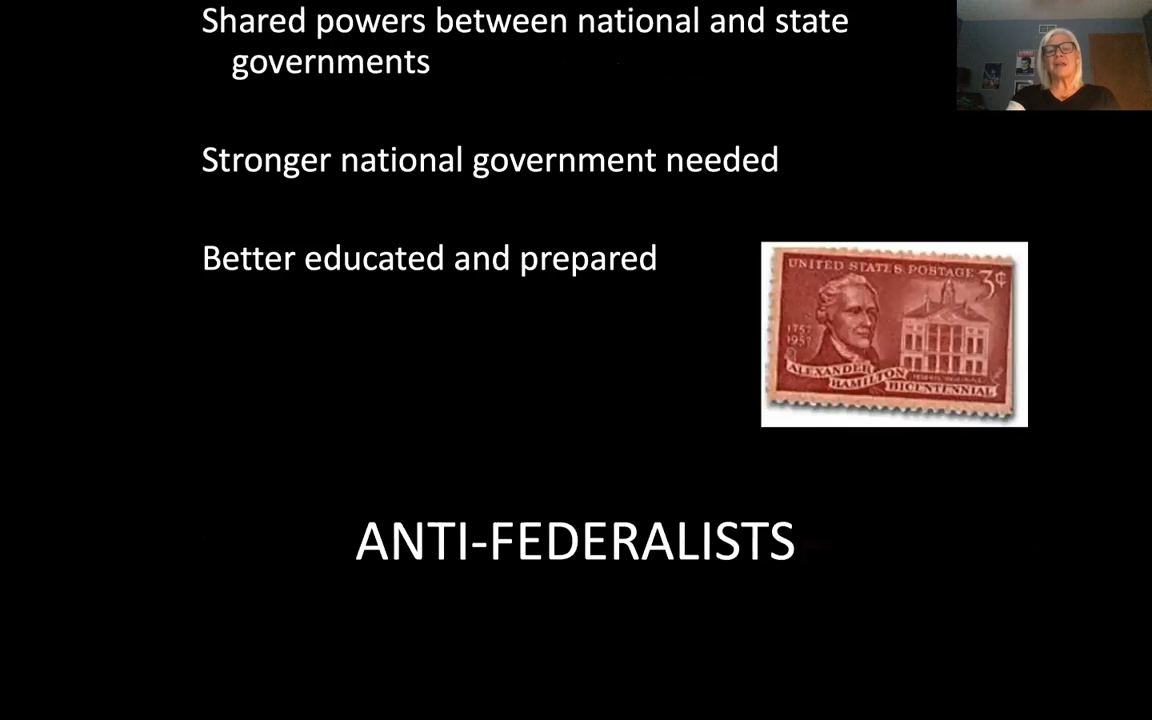 Shared powers between national and state
governments
Stronger national government needed
Better educated and prepared
UNITED STATES POSTAGE 3¢
1757
1957
ALEXANDER
HAMILTON
BICENTENNIAL
ANTI-FEDERALISTS